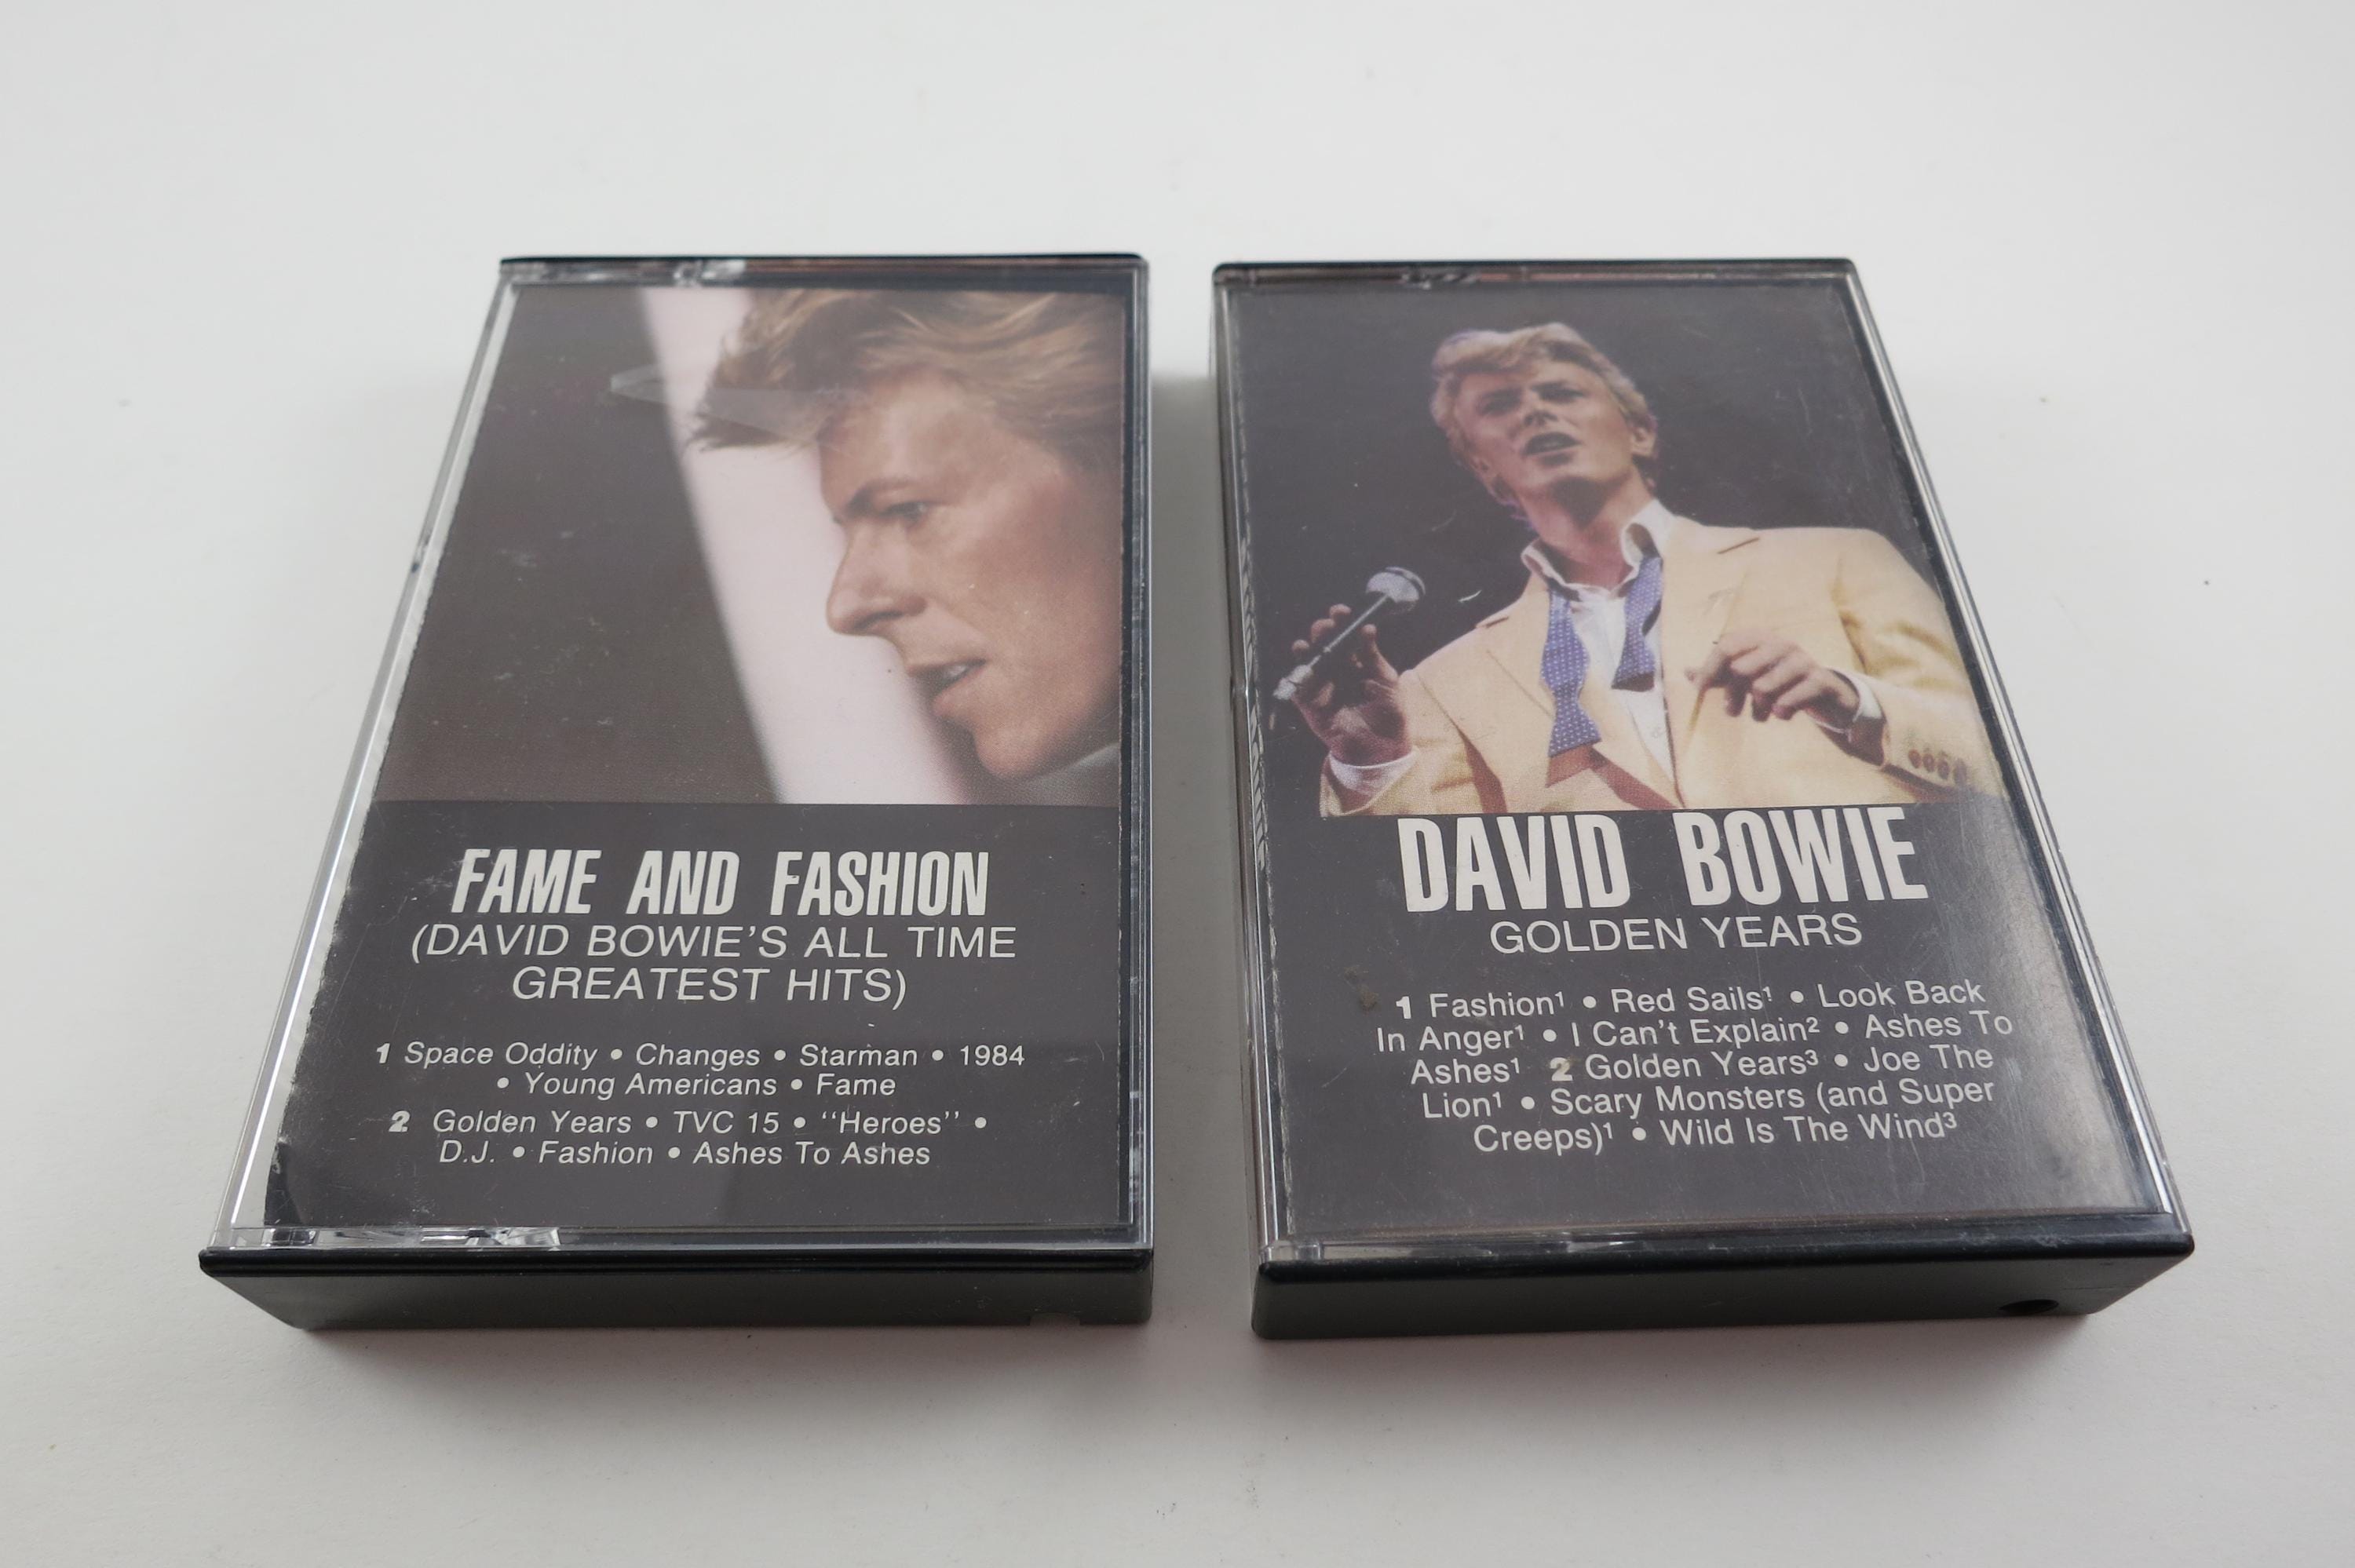 FAME AND FASHION
(DAVID BOWIE'S ALL TIME
GREATEST HITS)
1 Space Oddity • Changes • Starman • 1984
• Young Americans • Fame
2 Golden Years • TVC 15 • "Heroes" •
D.J. • Fashion • Ashes To Ashes
DAVID BOWIE
GOLDEN YEARS
1 Fashion¹ • Red Sails¹ • Look Back
In Anger¹ • I Can't Explain² • Ashes To
Ashes¹ 2 Golden Years³ • Joe The
Lion¹ • Scary Monsters (and Super
Creeps)¹ • Wild Is The Wind³